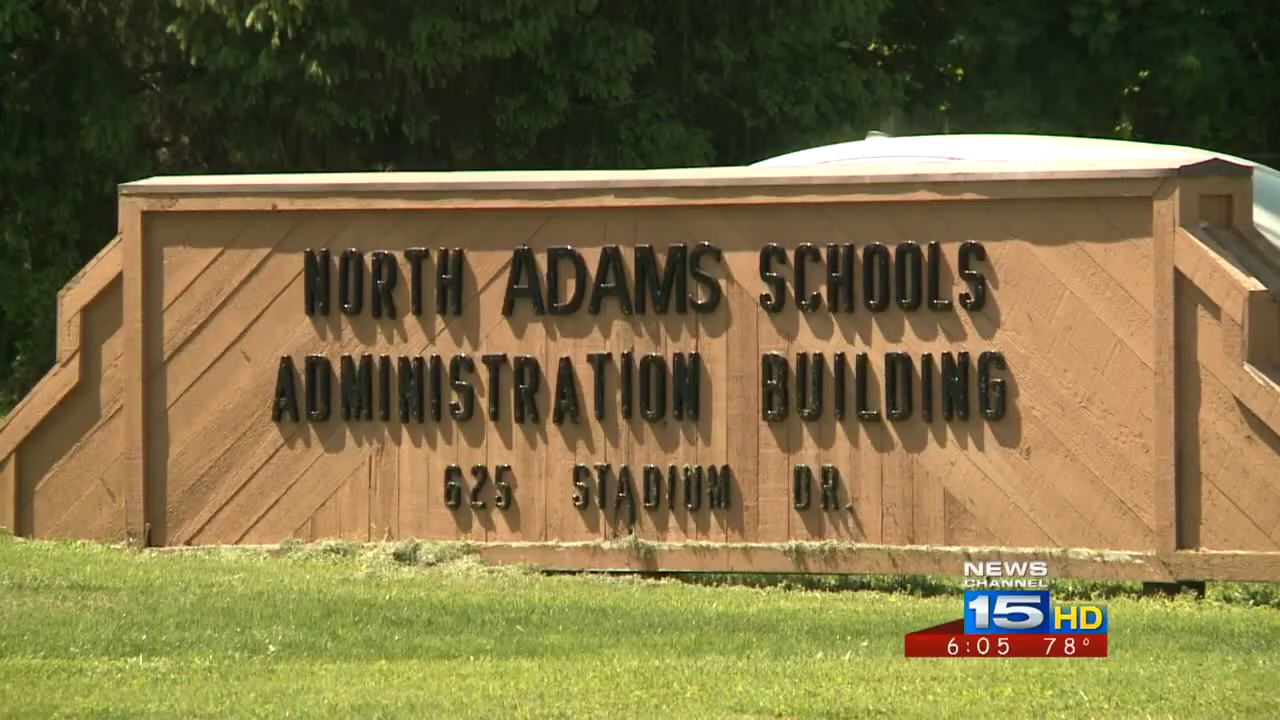 NORTH ADAMS SCHOOLS
ADMINISTRATION BUILDING
625 STADIUM DR.
NEWS
CHANNEL
15 HD
6:05 78°